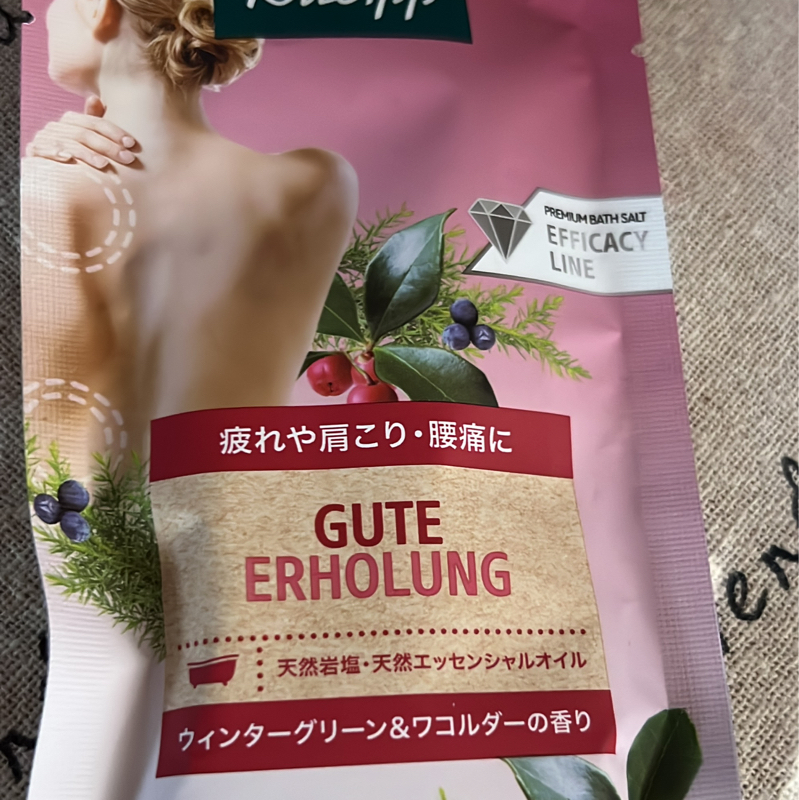 Kneipp
PREMIUM BATH SALT
EFFICACY
LINE
疲れや肩こり・腰痛に
GUTE
ERHOLUNG
天然岩塩・天然エッセンシャルオイル
ウィンターグリーン&ワコルダーの香り